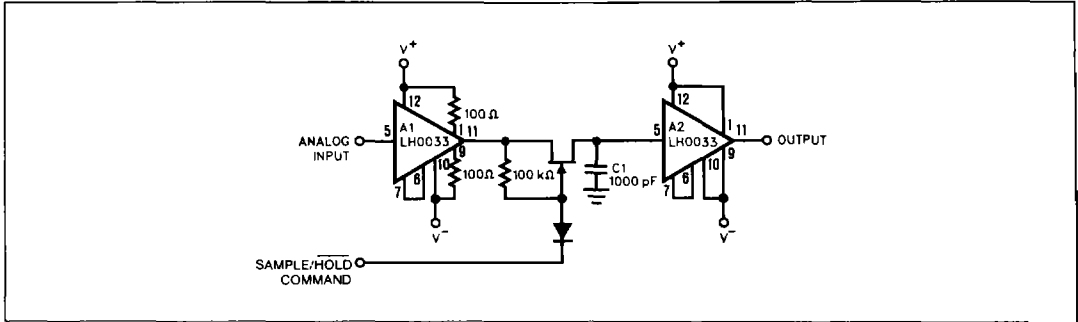 V+
12
100Ω
1
5
A1
LH0033
11
ANALOG
INPUT
9
10
100Ω
7
6
V-
100 kΩ
C1
1000 pF
V+
12
5
A2
LH0033
1
11
OUTPUT
9
10
7
6
V-
SAMPLE/HOLD
COMMAND